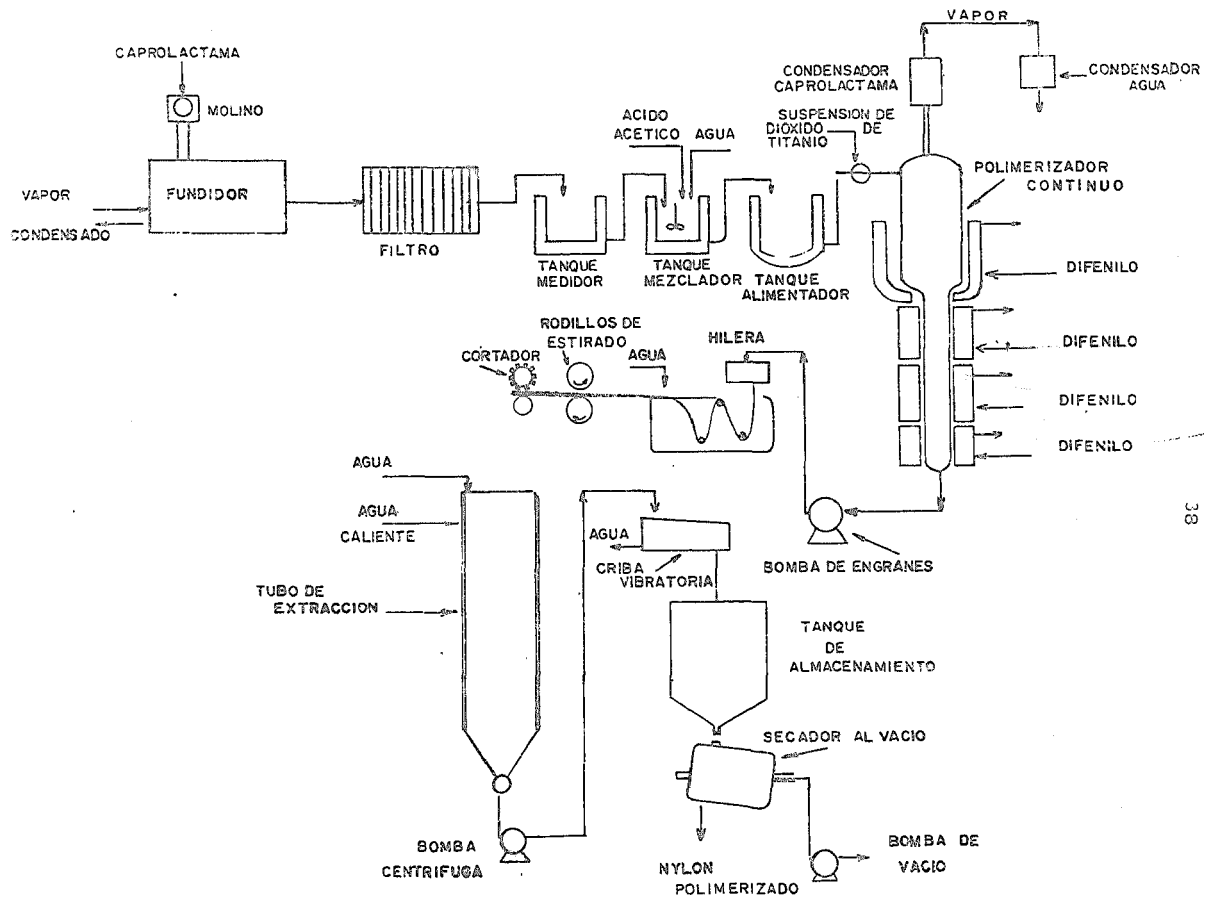 VAPOR
CAPROLACTAMA
MOLINO
CONDENSADOR
CAPROLACTAMA
CONDENSADOR
AGUA
ACIDO
ACETICO
AGUA
SUSPENSION DE
DIOXIDO DE
TITANIO
VAPOR
CONDENSADO
FUNDIDOR
FILTRO
TANQUE
MEDIDOR
TANQUE
MEZCLADOR
TANQUE
ALIMENTADOR
POLIMERIZADOR
CONTINUO
DIFENILO
DIFENILO
DIFENILO
DIFENILO
RODILLOS DE
ESTIRADO
CORTADOR
AGUA
HILERA
BOMBA DE ENGRANES
AGUA
AGUA
CALIENTE
TUBO DE
EXTRACCION
BOMBA
CENTRIFUGA
AGUA
CRIBA
VIBRATORIA
TANQUE
DE
ALMACENAMIENTO
SECADOR AL VACIO
NYLON
POLIMERIZADO
BOMBA DE
VACIO
38